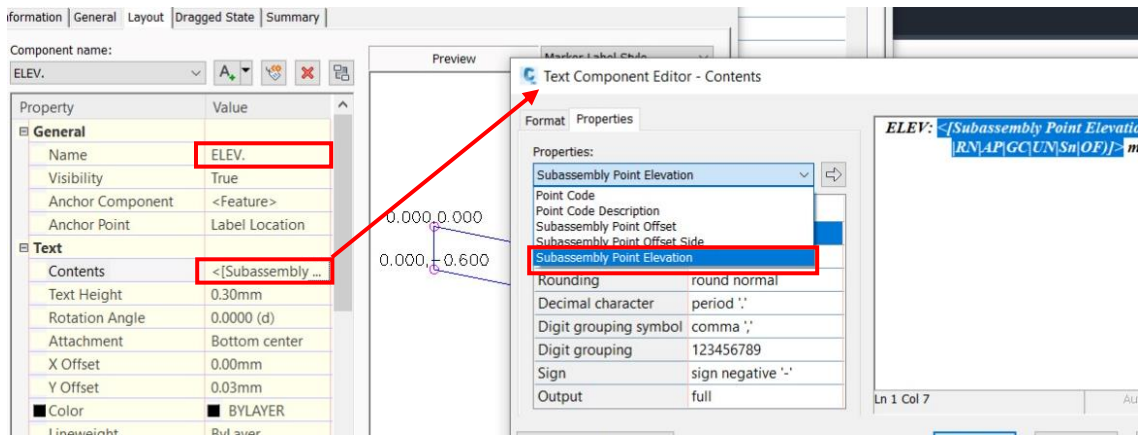 nformation General Layout Dragged State Summary
Component name:
ELEV.
Property Value
General
Name ELEV.
Visibility True
Anchor Component <Feature>
Anchor Point Label Location
Text
Contents <[Subassembly ...
Text Height 0.30mm
Rotation Angle 0.0000 (d)
Attachment Bottom center
X Offset 0.00mm
Y Offset 0.03mm
Color BYLAYER
Lineweight ByLayer
Preview Marker Label Style
0.000,0.000
0.000,-0.600
Text Component Editor - Contents
Format Properties
Properties:
Subassembly Point Elevation
Point Code
Point Code Description
Subassembly Point Offset
Subassembly Point Offset Side
Subassembly Point Elevation
Rounding round normal
Decimal character period '.'
Digit grouping symbol comma ','
Digit grouping 123456789
Sign sign negative '-'
Output full
ELEV: <[Subassembly Point Elevatio
|RN|AP|GC|UN|Sn|OF)]> m
Ln 1 Col 7 Au